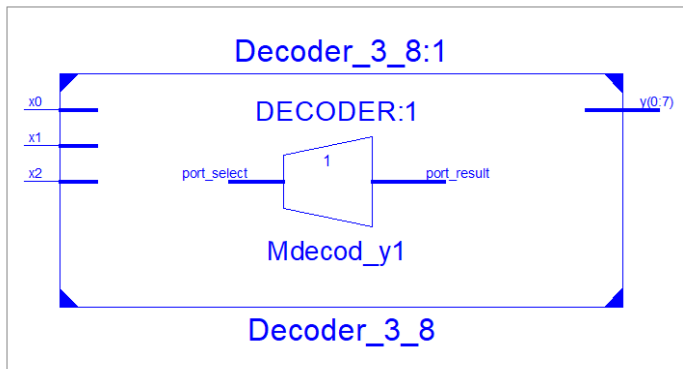 Decoder_3_8:1
x0
y(0:7)
DECODER:1
x1
1
x2
port_select
port_result
Mdecod_y1
Decoder_3_8